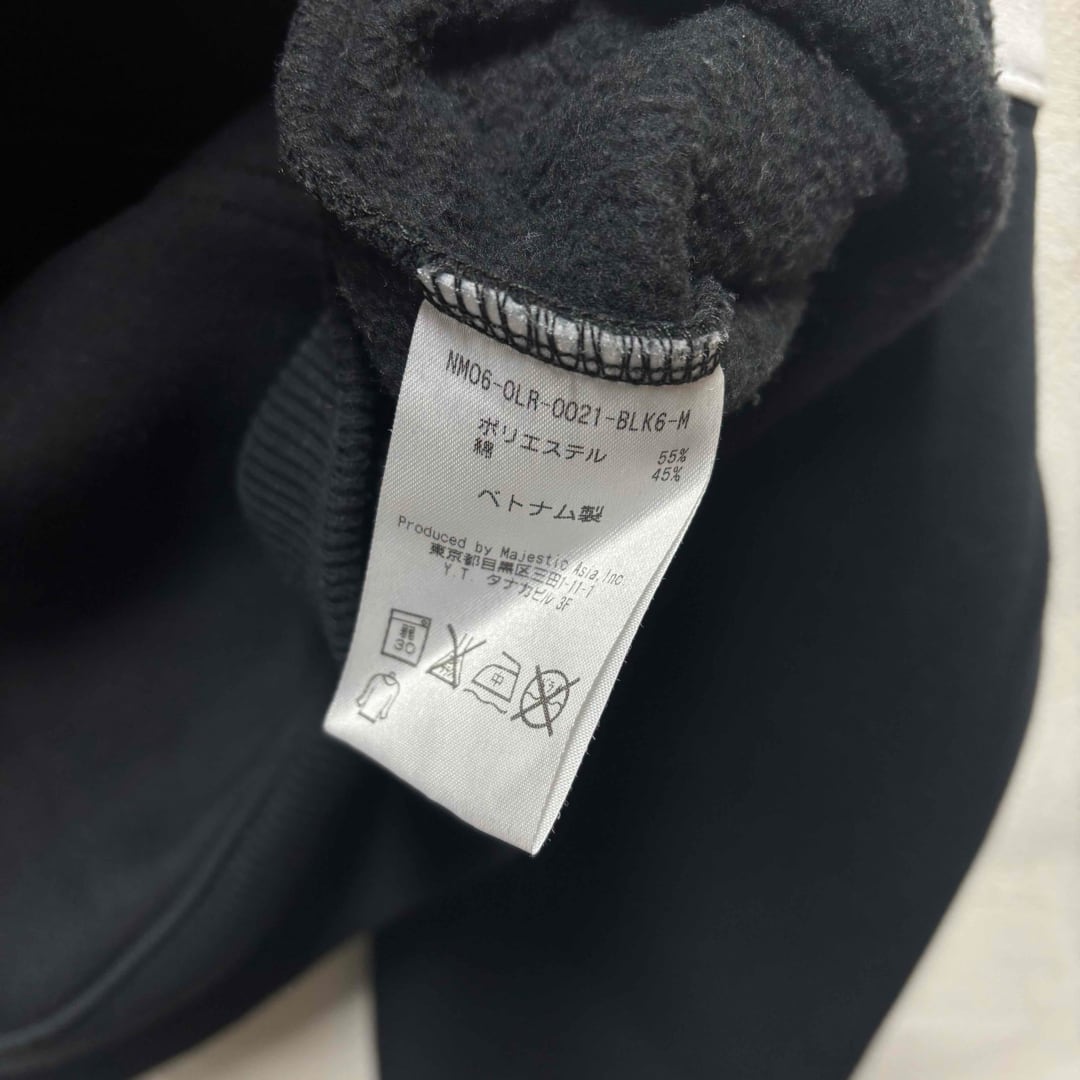 NM06-OLR-0021-BLK6-M
ポリエステル 55%
綿 45%
ベトナム製
Produced by Majestic Asia,Inc
東京都目黒区三田1-11-1
Y.T. タナカビル 3F
30
中